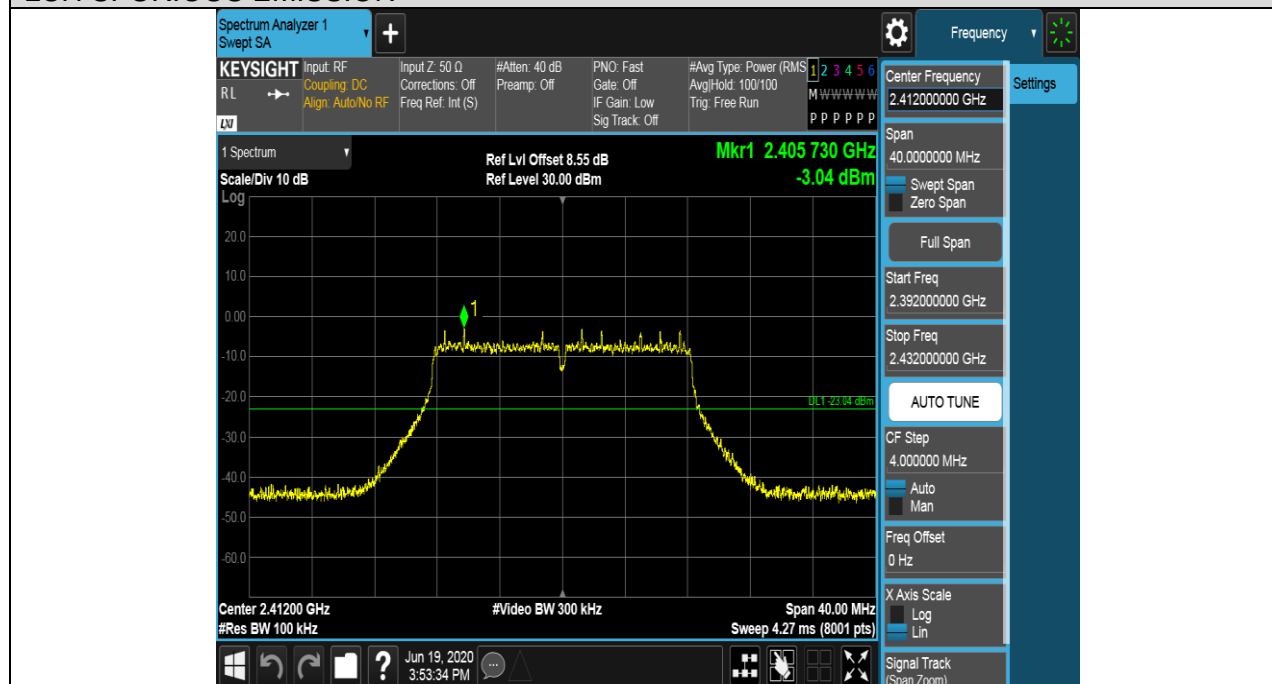 Spectrum Analyzer 1
Swept SA
+
Frequency
KEYSIGHT
RL
LXI
Input: RF
Coupling: DC
Align: Auto/No RF
Input Z: 50 Ω
Corrections: Off
Freq Ref: Int (S)
#Atten: 40 dB
Preamp: Off
PNO: Fast
Gate: Off
IF Gain: Low
Sig Track: Off
#Avg Type: Power (RMS
Avg|Hold: 100/100
Trig: Free Run
1 2 3 4 5 6
M W W W W W
P P P P P P
Center Frequency
2.412000000 GHz
Settings
1 Spectrum
Scale/Div 10 dB
Log
Ref Lvl Offset 8.55 dB
Ref Level 30.00 dBm
Mkr1 2.405 730 GHz
-3.04 dBm
Span
40.0000000 MHz
Swept Span
Zero Span
Full Span
Start Freq
2.392000000 GHz
Stop Freq
2.432000000 GHz
AUTO TUNE
CF Step
4.000000 MHz
Auto
Man
Freq Offset
0 Hz
X Axis Scale
Log
Lin
Signal Track
(Span Zoom)
20.0
10.0
0.00
-10.0
-20.0
-30.0
-40.0
-50.0
-60.0
1
DL1 -23.04 dBm
Center 2.41200 GHz
#Res BW 100 kHz
#Video BW 300 kHz
Span 40.00 MHz
Sweep 4.27 ms (8001 pts)
?
Jun 19, 2020
3:53:34 PM